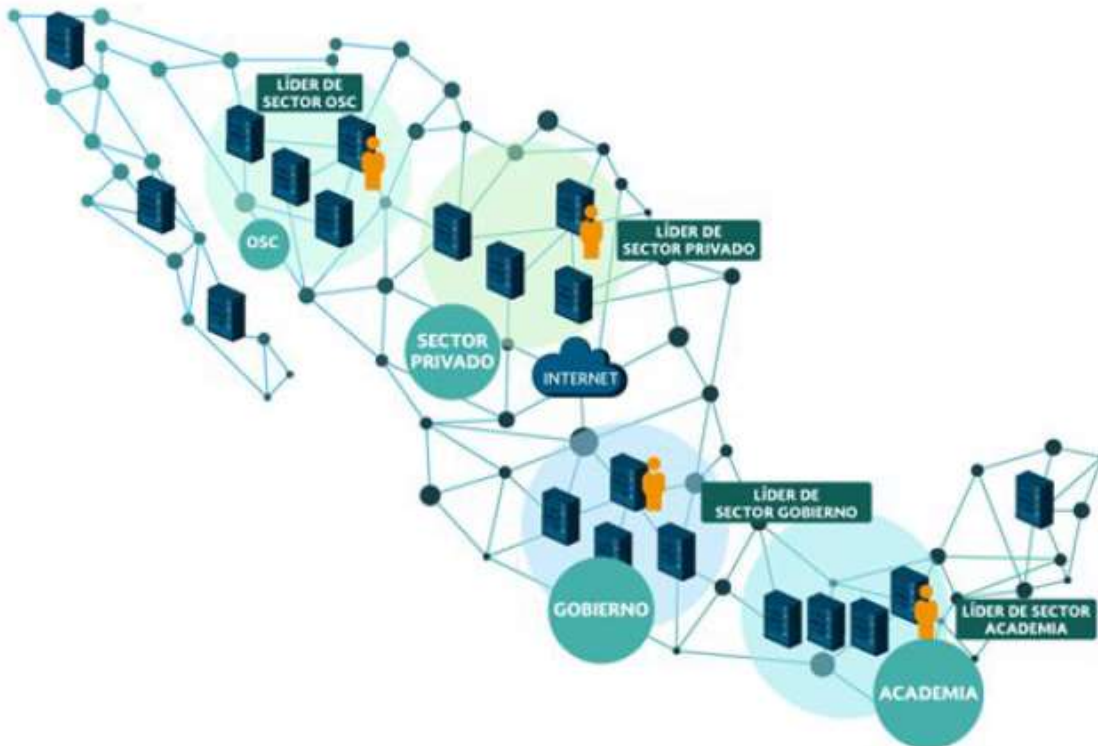 LÍDER DE
SECTOR OSC
OSC
LÍDER DE
SECTOR PRIVADO
SECTOR
PRIVADO
INTERNET
LÍDER DE
SECTOR GOBIERNO
GOBIERNO
LÍDER DE SECTOR
ACADEMIA
ACADEMIA